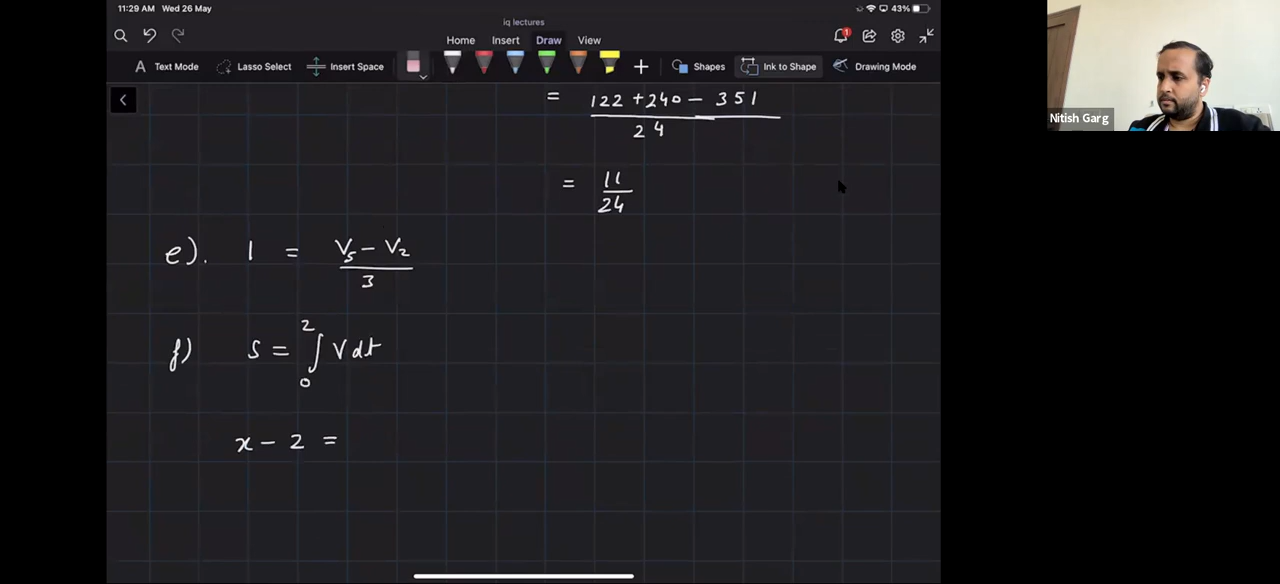 11:29 AM Wed 26 May
43%
iq lectures
Home Insert Draw View
1
Text Mode Lasso Select Insert Space Shapes Ink to Shape Drawing Mode
= 122 + 240 - 351
24
= 11
24
e). 1 = V5 - V2
3
f) S = ∫ V dt
2
0
x - 2 =
Nitish Garg